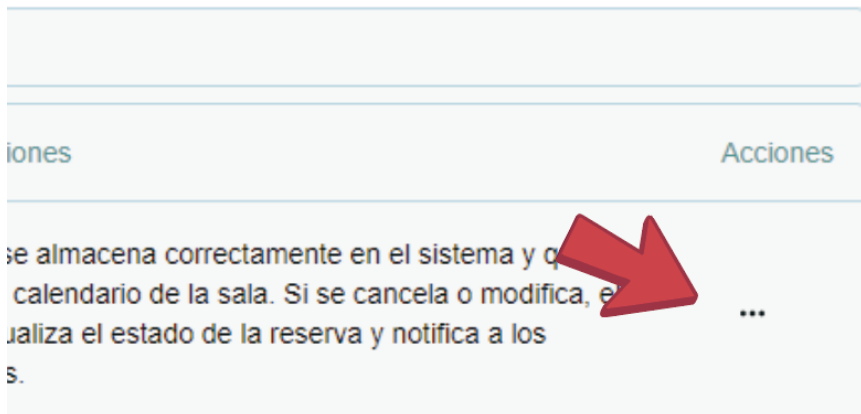 iones Acciones
se almacena correctamente en el sistema y q
calendario de la sala. Si se cancela o modifica, e
ualiza el estado de la reserva y notifica a los
s.
...